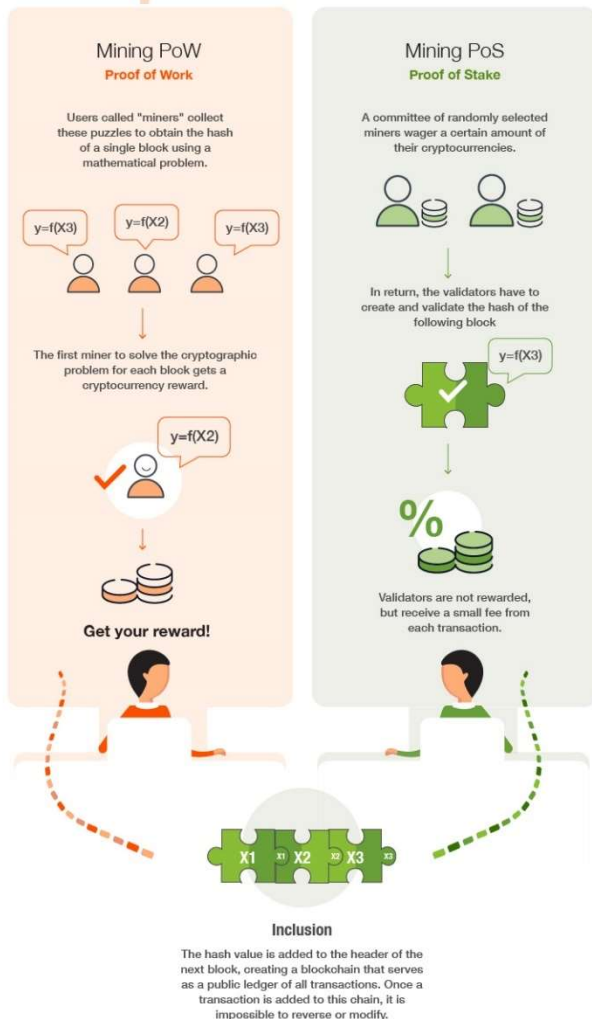 Mining PoW
Proof of Work
Users called "miners" collect
these puzzles to obtain the hash
of a single block using a
mathematical problem.
y=f(X3)
y=f(X2)
y=f(X3)
The first miner to solve the cryptographic
problem for each block gets a
cryptocurrency reward.
y=f(X2)
Get your reward!
Mining PoS
Proof of Stake
A committee of randomly selected
miners wager a certain amount of
their cryptocurrencies.
In return, the validators have to
create and validate the hash of the
following block
y=f(X3)
%
Validators are not rewarded,
but receive a small fee from
each transaction.
X1 X1 X2 X2 X3 X3
Inclusion
The hash value is added to the header of the
next block, creating a blockchain that serves
as a public ledger of all transactions. Once a
transaction is added to this chain, it is
impossible to reverse or modify.